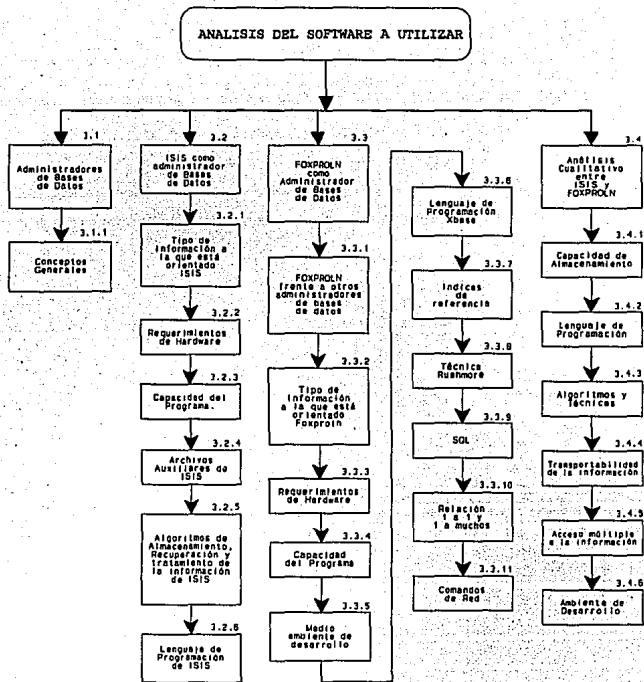 ANALISIS DEL SOFTWARE A UTILIZAR
3.1
Administradores
de Bases
de Datos
3.1.1
Conceptos
Generales
3.2
ISIS como
administrador
de Bases
de Datos
3.2.1
Tipo de
Información a
la que está
orientado
ISIS
3.2.2
Requerimientos
de Hardware
3.2.3
Capacidad del
Programa.
3.2.4
Archivos
Auxiliares de
ISIS
3.2.5
Algoritmos de
Almacenamiento,
Recuperación y
tratamiento de
la información
de ISIS
3.2.6
Lenguaje de
Programación
de ISIS
3.3
FOXPROLN
como
Administrador
de Bases
de Datos
3.3.1
FOXPROLN
frente a otros
administradores
de bases
de datos
3.3.2
Tipo de
Información
a la que está
orientado
Foxproln
3.3.3
Requerimientos
de Hardware
3.3.4
Capacidad
del Programa
3.3.5
Medio
ambiente de
desarrollo
3.3.6
Lenguaje de
Programación
Xbase
3.3.7
Indices
de
referencia
3.3.8
Técnica
Rushmore
3.3.9
SQL
3.3.10
Relación
1 a 1 y
1 a muchos
3.3.11
Comandos
de Red
3.4
Análisis
Cualitativo
entre
ISIS y
FOXPROLN
3.4.1
Capacidad de
Almacenamiento
3.4.2
Lenguaje de
Programación
3.4.3
Algoritmos y
Técnicas
3.4.4
Transportabilidad
de la información
3.4.5
Acceso múltiple
a la información
3.4.6
Ambiente de
Desarrollo